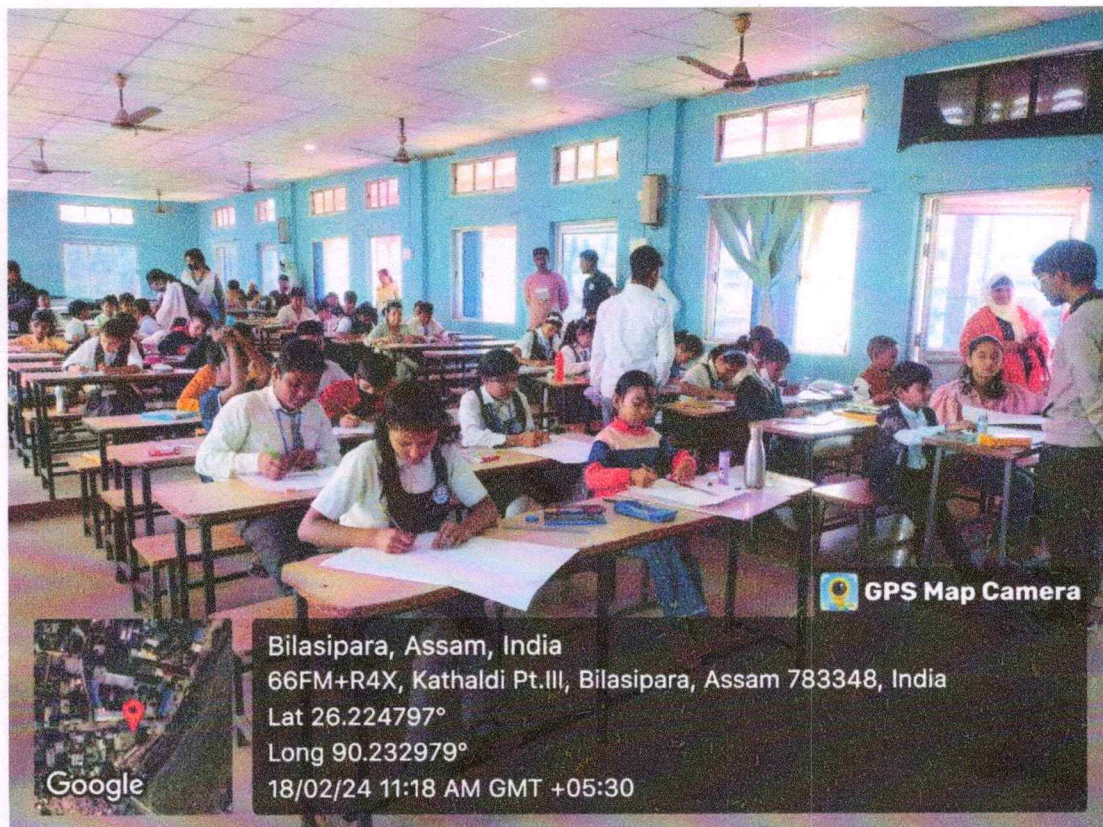 GPS Map Camera
Bilasipara, Assam, India
66FM+R4X, Kathaldi Pt.III, Bilasipara, Assam 783348, India
Lat 26.224797°
Long 90.232979°
18/02/24 11:18 AM GMT +05:30
Google